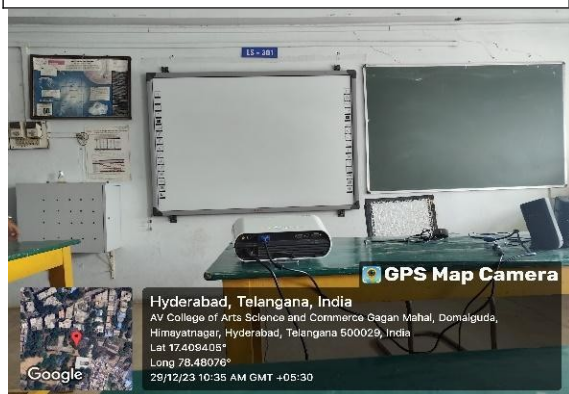 LS - 301
GPS Map Camera
Hyderabad, Telangana, India
AV College of Arts Science and Commerce Gagan Mahal, Domalguda,
Himayatnagar, Hyderabad, Telangana 500029, India
Lat 17.409405°
Long 78.48076°
29/12/23 10:35 AM GMT +05:30
Google